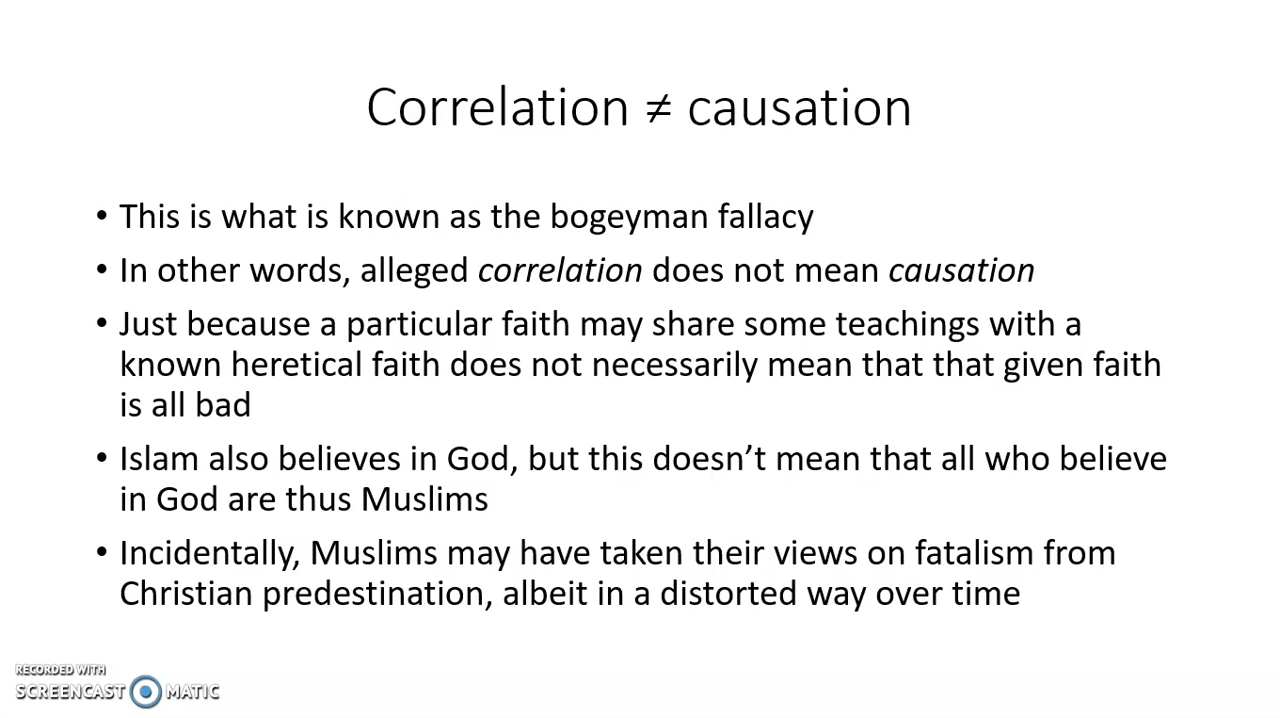 Correlation ≠ causation
• This is what is known as the bogeyman fallacy
• In other words, alleged correlation does not mean causation
• Just because a particular faith may share some teachings with a
known heretical faith does not necessarily mean that that given faith
is all bad
• Islam also believes in God, but this doesn’t mean that all who believe
in God are thus Muslims
• Incidentally, Muslims may have taken their views on fatalism from
Christian predestination, albeit in a distorted way over time
RECORDED WITH
SCREENCAST MATIC